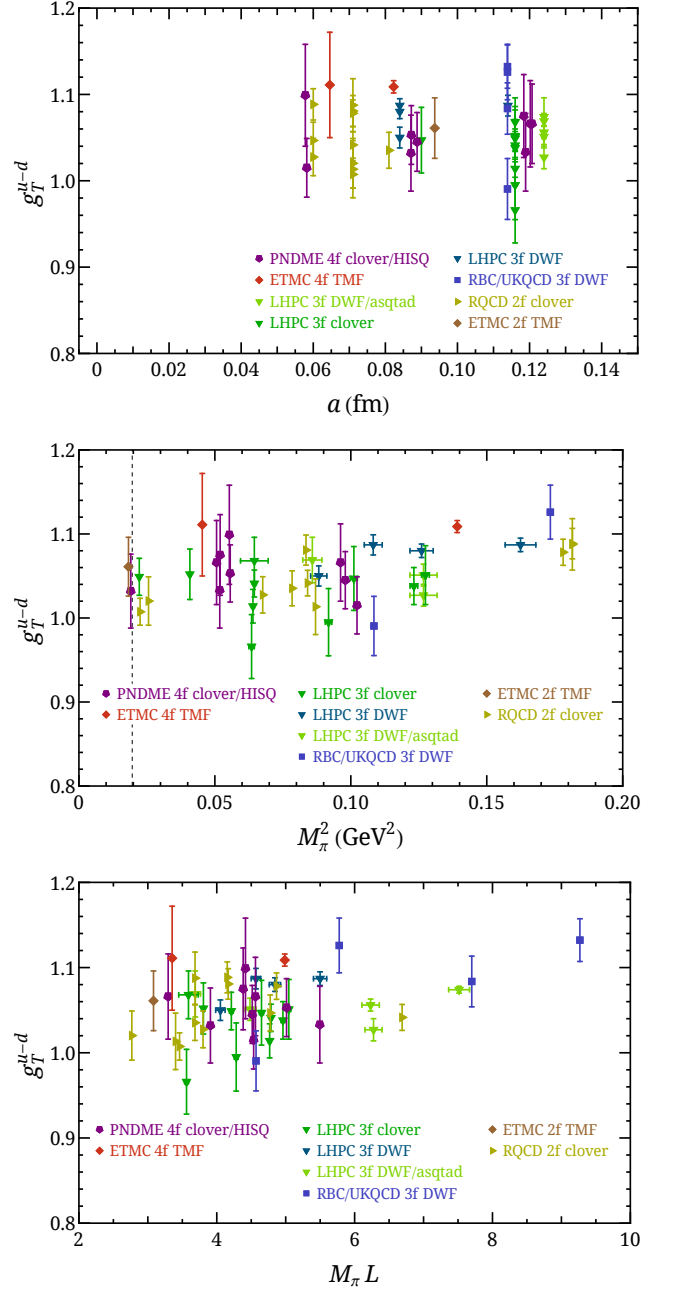 1.2
1.1
1.0
0.9
0.8
g_T^{u−d}
PNDME 4f clover/HISQ
ETMC 4f TMF
LHPC 3f DWF/asqtad
LHPC 3f clover
LHPC 3f DWF
RBC/UKQCD 3f DWF
RQCD 2f clover
ETMC 2f TMF
0 0.02 0.04 0.06 0.08 0.10 0.12 0.14
a (fm)
1.2
1.1
1.0
0.9
0.8
g_T^{u−d}
PNDME 4f clover/HISQ
ETMC 4f TMF
LHPC 3f clover
LHPC 3f DWF
LHPC 3f DWF/asqtad
RBC/UKQCD 3f DWF
ETMC 2f TMF
RQCD 2f clover
0 0.05 0.10 0.15 0.20
M_π^2 (GeV^2)
1.2
1.1
1.0
0.9
0.8
g_T^{u−d}
PNDME 4f clover/HISQ
ETMC 4f TMF
LHPC 3f clover
LHPC 3f DWF
LHPC 3f DWF/asqtad
RBC/UKQCD 3f DWF
ETMC 2f TMF
RQCD 2f clover
2 4 6 8 10
M_π L